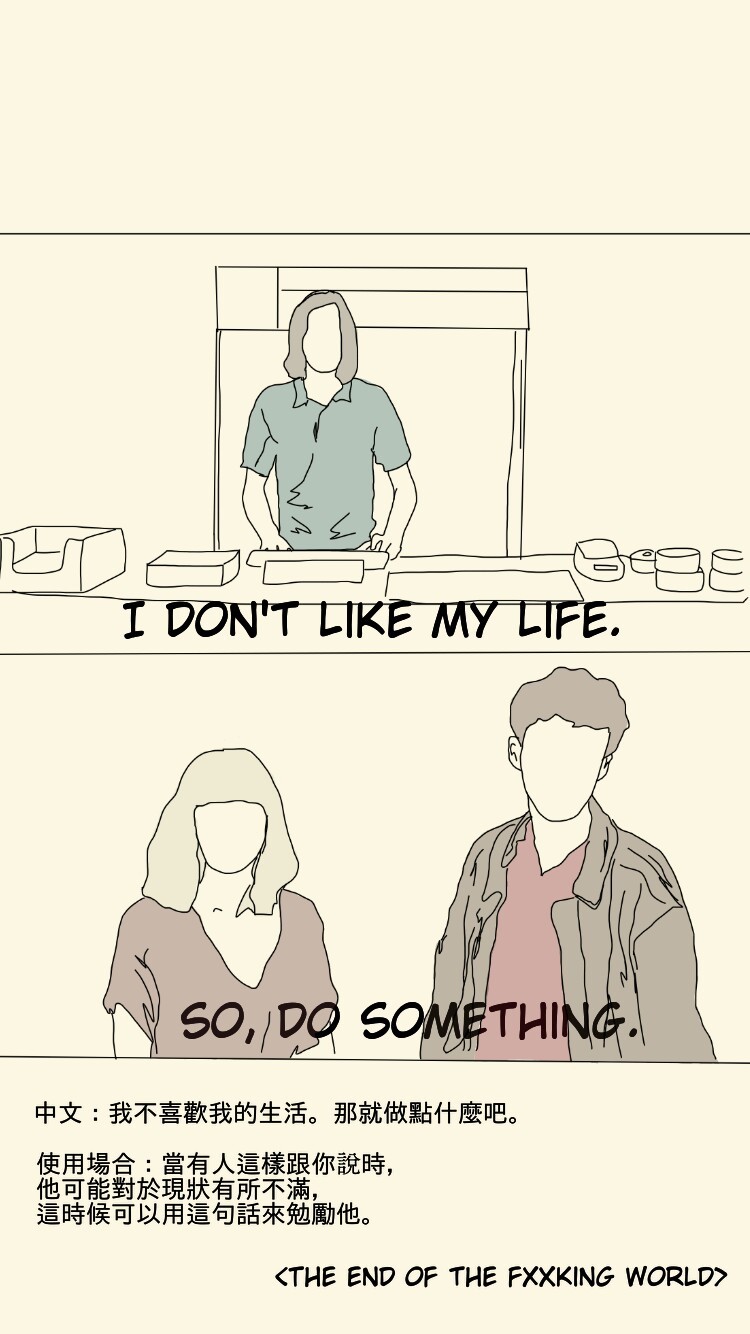 I DON'T LIKE MY LIFE.
SO, DO SOMETHING.
中文：我不喜歡我的生活。那就做點什麼吧。
使用場合：當有人這樣跟你說時，
他可能對於現狀有所不滿，
這時候可以用這句話來勉勵他。
<THE END OF THE FXXKING WORLD>